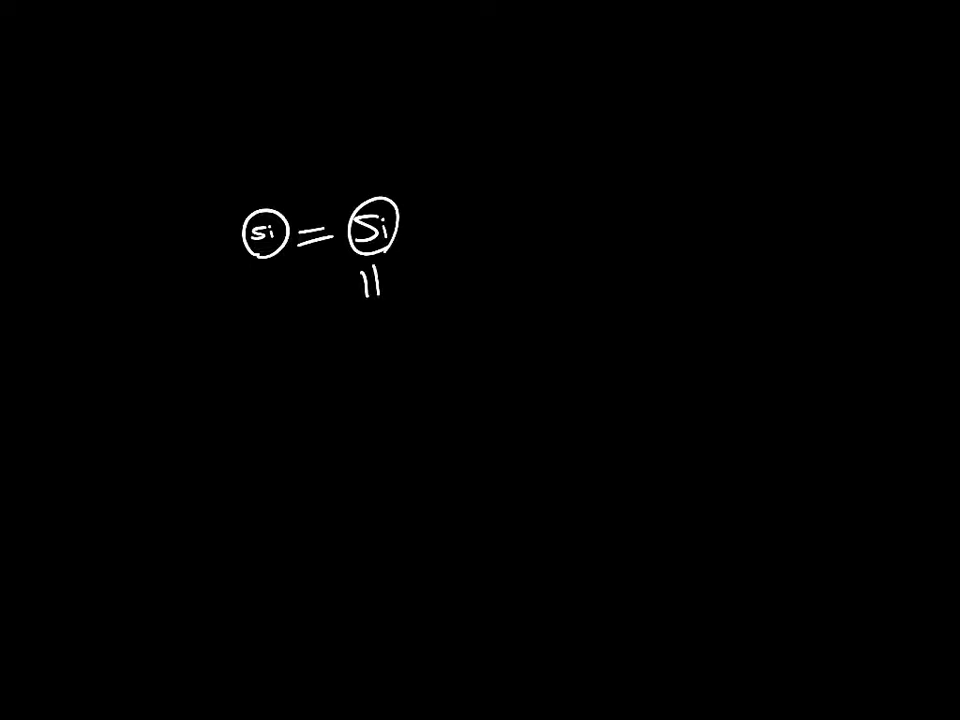 si = Si
||